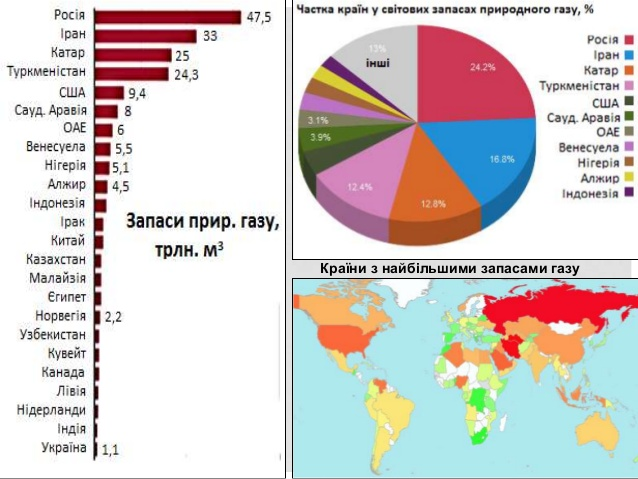 Росія 47,5
Іран 33
Катар 25
Туркменістан 24,3
США 9,4
Сауд. Аравія 8
ОАЕ 6
Венесуела 5,5
Нігерія 5,1
Алжир 4,5
Індонезія
Ірак
Китай
Казахстан
Малайзія
Єгипет
Норвегія 2,2
Узбекистан
Кувейт
Канада
Лівія
Нідерланди
Індія
Україна 1,1
Запаси прир. газу,
трлн. м³
Частка країн у світових запасах природного газу, %
13%
інші
24.2%
16.8%
12.8%
12.4%
3.9%
3.1%
Росія
Іран
Катар
Туркменістан
США
Сауд. Аравія
ОАЕ
Венесуела
Нігерія
Алжир
Індонезія
Країни з найбільшими запасами газу